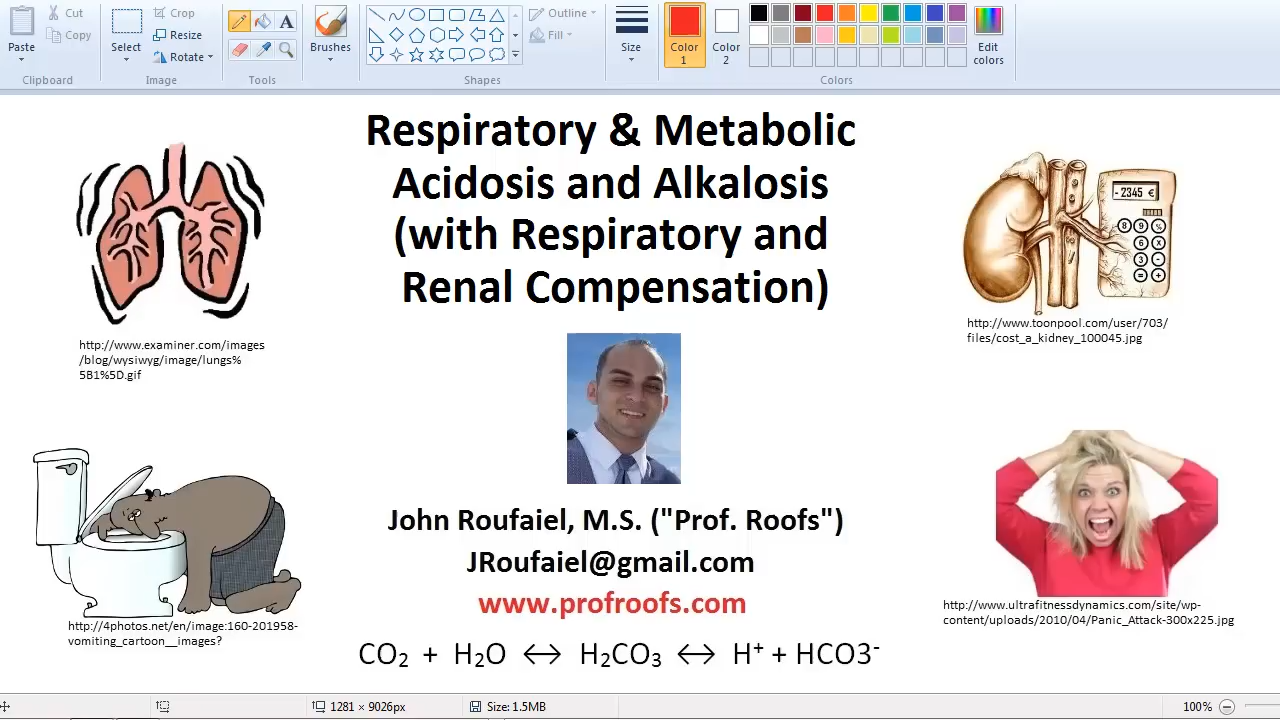 Cut
Copy
Paste
Clipboard
Select
Crop
Resize
Rotate
Image
A
Tools
Brushes
Shapes
Outline
Fill
Size
Color 1
Color 2
Edit colors
Colors
Respiratory & Metabolic
Acidosis and Alkalosis
(with Respiratory and
Renal Compensation)
-2345 €
8 9 %
6 X
3 -
= +
http://www.examiner.com/images
/blog/wysiwyg/image/lungs%
5B1%5D.gif
http://www.toonpool.com/user/703/
files/cost_a_kidney_100045.jpg
John Roufaiel, M.S. ("Prof. Roofs")
JRoufaiel@gmail.com
www.profroofs.com
http://4photos.net/en/image:160-201958-
vomiting_cartoon__images?
http://www.ultrafitnessdynamics.com/site/wp-
content/uploads/2010/04/Panic_Attack-300x225.jpg
CO₂ + H₂O ↔ H₂CO₃ ↔ H⁺ + HCO3⁻
1281 × 9026px
Size: 1.5MB
100%